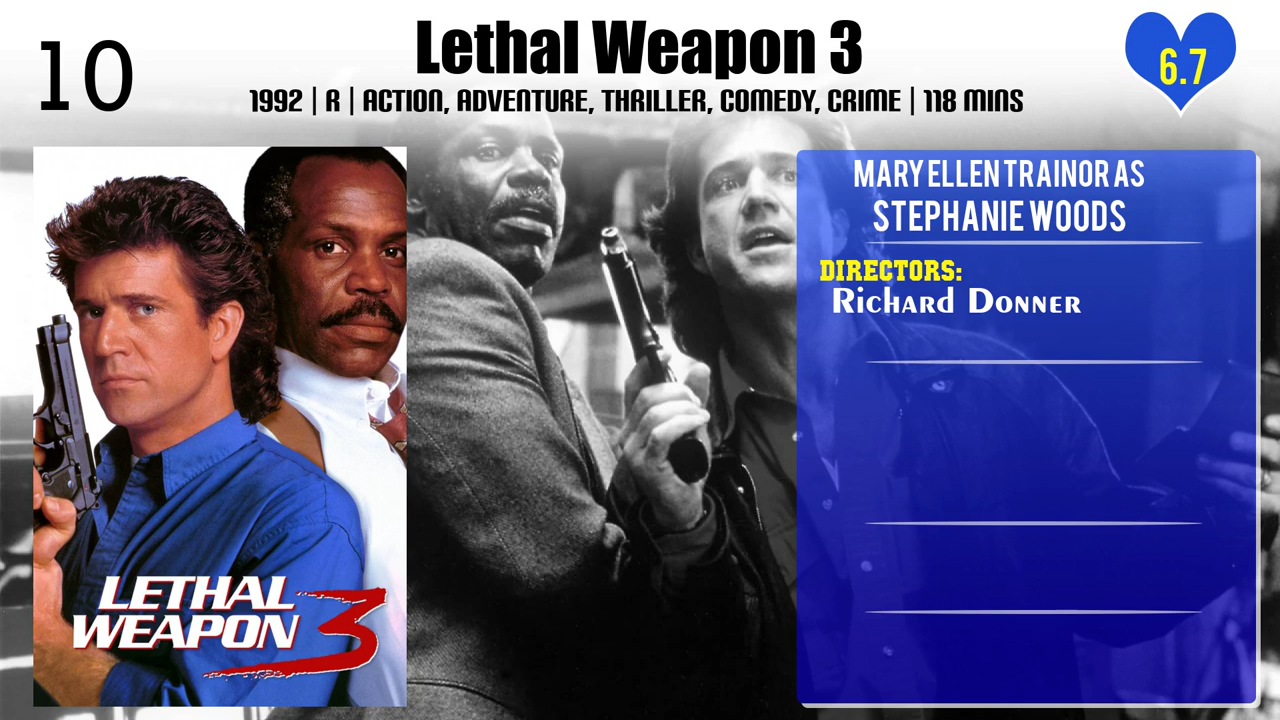 10
Lethal Weapon 3
6.7
1992 | R | ACTION, ADVENTURE, THRILLER, COMEDY, CRIME | 118 MINS
MARY ELLEN TRAINOR AS
STEPHANIE WOODS
DIRECTORS:
Richard Donner
LETHAL
WEAPON 3